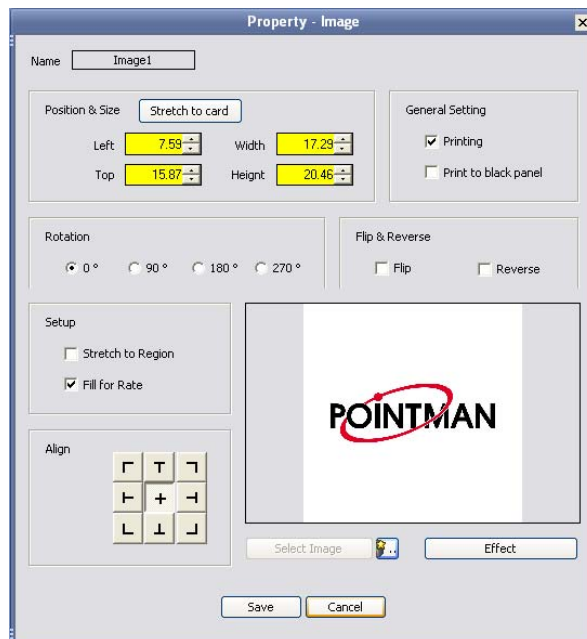 Property - Image
Name Image1
Position & Size Stretch to card
Left 7.59 Width 17.29
Top 15.87 Heignt 20.46
General Setting
Printing
Print to black panel
Rotation
0 ° 90 ° 180 ° 270 °
Flip & Reverse
Flip Reverse
Setup
Stretch to Region
Fill for Rate
POINTMAN
Align
Select Image .. Effect
Save Cancel